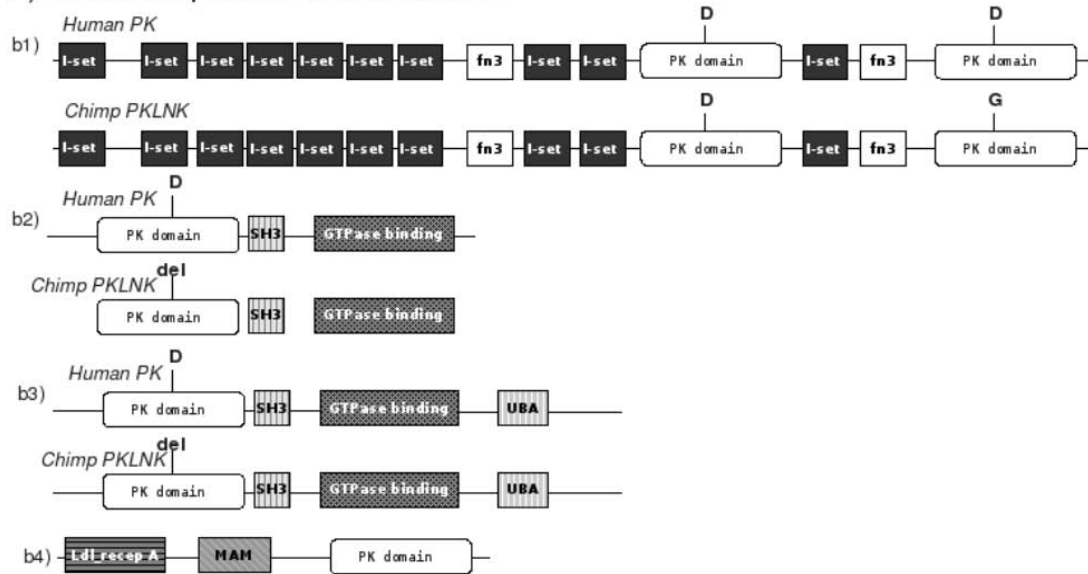 Human PK
D D
b1) I-set I-set I-set I-set I-set I-set I-set fn3 I-set I-set PK domain I-set fn3 PK domain
Chimp PKLNK
D G
I-set I-set I-set I-set I-set I-set I-set fn3 I-set I-set PK domain I-set fn3 PK domain
Human PK
D
b2) PK domain SH3 GTPase binding
del
Chimp PKLNK
PK domain SH3 GTPase binding
D
Human PK
b3) PK domain SH3 GTPase binding UBA
del
Chimp PKLNK
PK domain SH3 GTPase binding UBA
b4) Ldl_recep A MAM PK domain